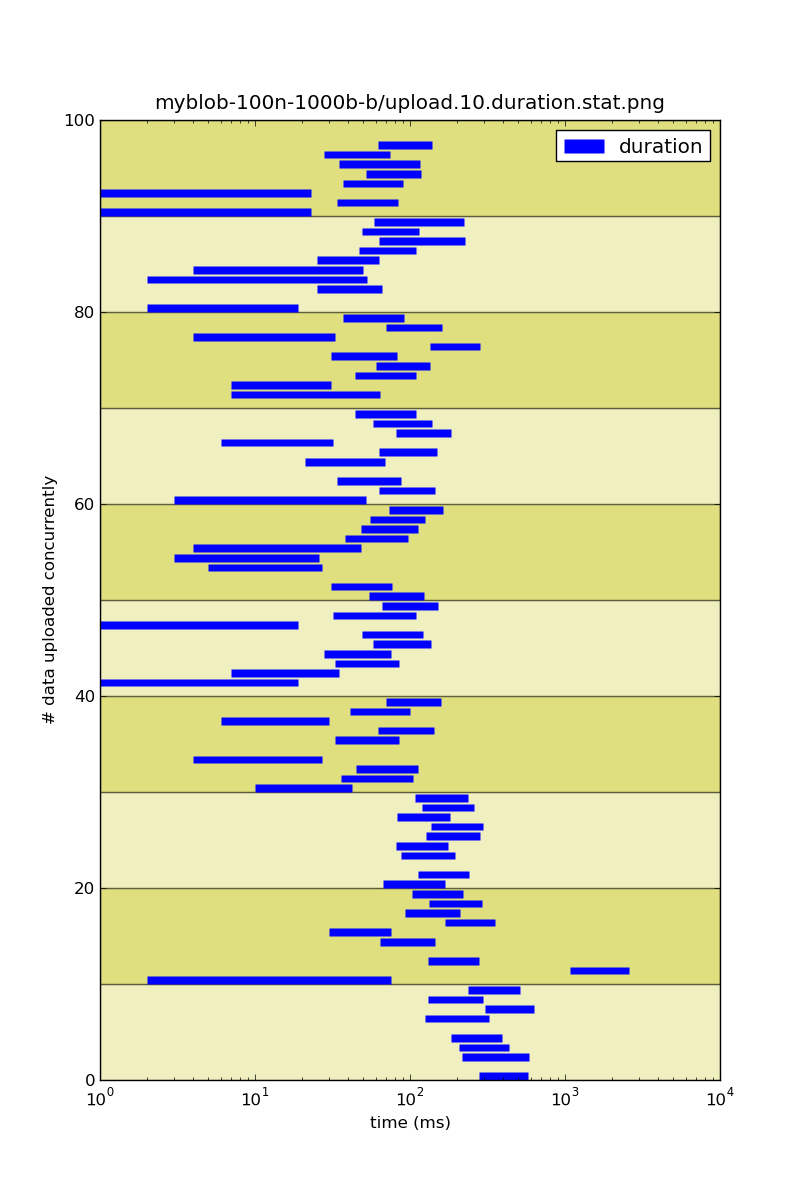 myblob-100n-1000b-b/upload.10.duration.stat.png
duration
# data uploaded concurrently
100
80
60
40
20
0
10^0 10^1 10^2 10^3 10^4
time (ms)